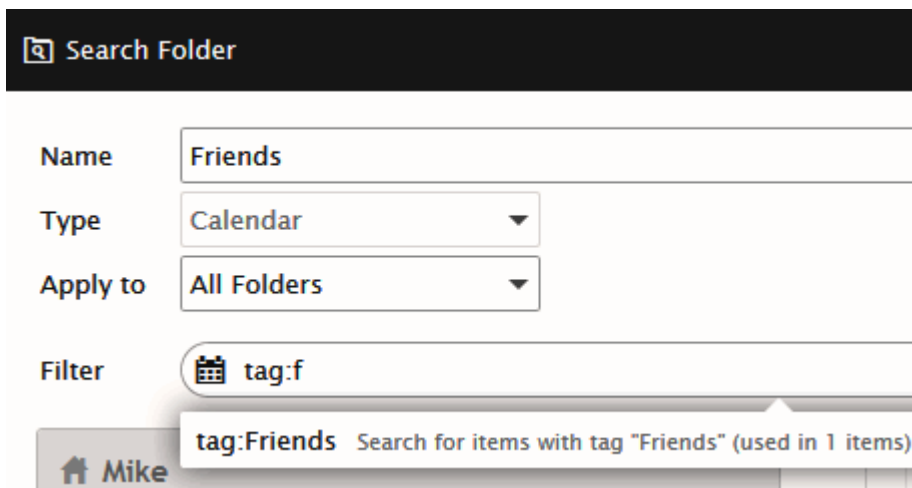 Search Folder
Name Friends
Type Calendar
Apply to All Folders
Filter tag:f
tag:Friends Search for items with tag "Friends" (used in 1 items)
Mike